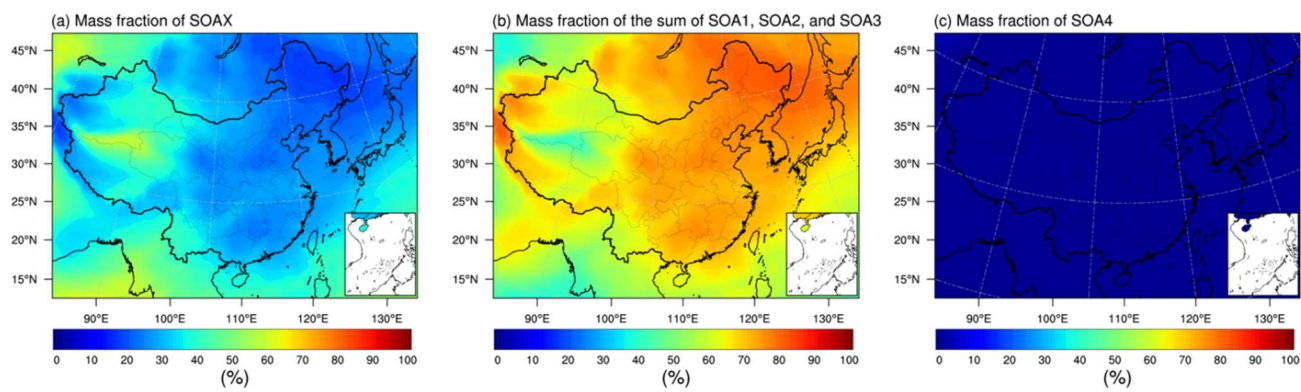 (a) Mass fraction of SOAX
(b) Mass fraction of the sum of SOA1, SOA2, and SOA3
(c) Mass fraction of SOA4
45°N
40°N
35°N
30°N
25°N
20°N
15°N
90°E 100°E 110°E 120°E 130°E
0 10 20 30 40 50 60 70 80 90 100
(%)
45°N
40°N
35°N
30°N
25°N
20°N
15°N
90°E 100°E 110°E 120°E 130°E
0 10 20 30 40 50 60 70 80 90 100
(%)
45°N
40°N
35°N
30°N
25°N
20°N
15°N
90°E 100°E 110°E 120°E 130°E
0 10 20 30 40 50 60 70 80 90 100
(%)